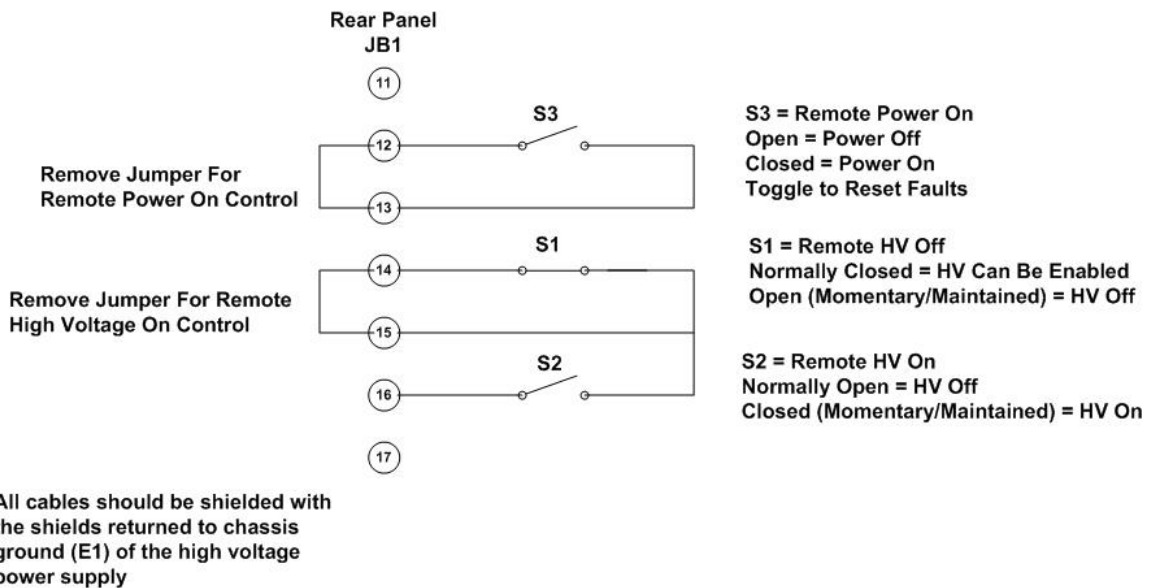 Rear Panel
JB1
11
S3
12
13
Remove Jumper For
Remote Power On Control
S3 = Remote Power On
Open = Power Off
Closed = Power On
Toggle to Reset Faults
S1
14
15
Remove Jumper For Remote
High Voltage On Control
S1 = Remote HV Off
Normally Closed = HV Can Be Enabled
Open (Momentary/Maintained) = HV Off
S2
16
S2 = Remote HV On
Normally Open = HV Off
Closed (Momentary/Maintained) = HV On
17
All cables should be shielded with
the shields returned to chassis
ground (E1) of the high voltage
power supply